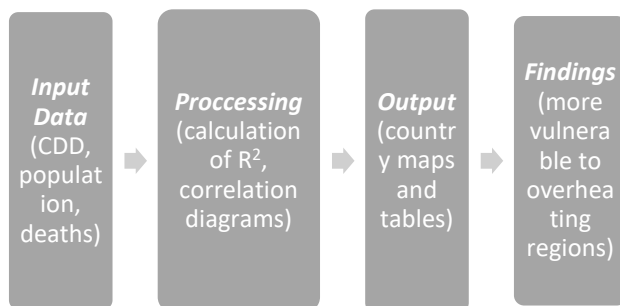 Input
Data
(CDD,
populat
ion,
deaths)
Proccessing
(calculation
of R²,
correlation
diagrams)
Output
(countr
y maps
and
tables)
Findings
(more
vulnera
ble to
overhea
ting
regions)